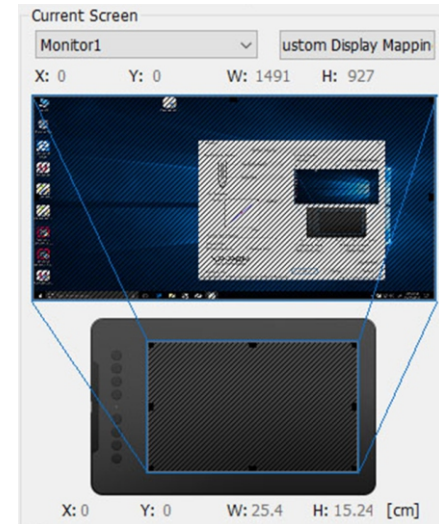 Current Screen
Monitor1
ustom Display Mappin
X: 0 Y: 0 W: 1491 H: 927
X: 0 Y: 0 W: 25.4 H: 15.24 [cm]